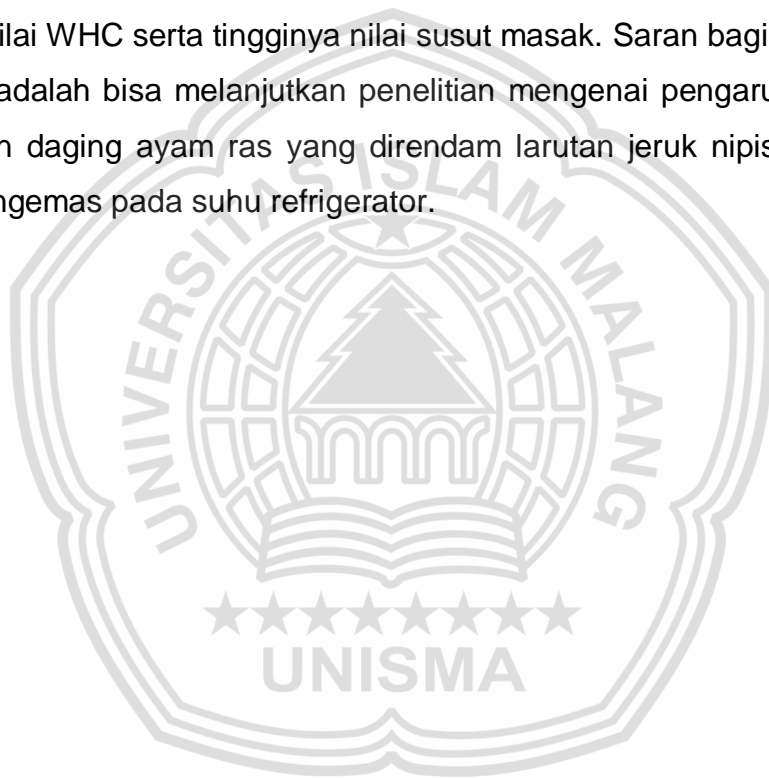 ilai WHC serta tingginya nilai susut masak. Saran bagi
adalah bisa melanjutkan penelitian mengenai pengaru
n daging ayam ras yang direndam larutan jeruk nipis
ngemas pada suhu refrigerator.
UNIVERSITAS ISLAM MALANG
UNISMA